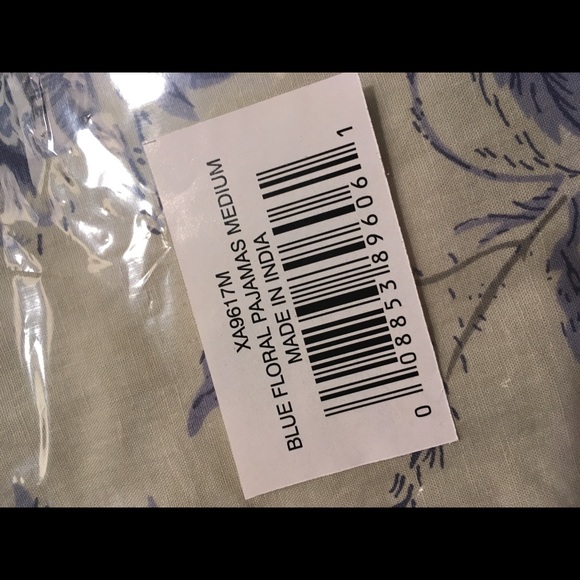 XA9617M
BLUE FLORAL PAJAMAS MEDIUM
MADE IN INDIA
0 08853 89606 1